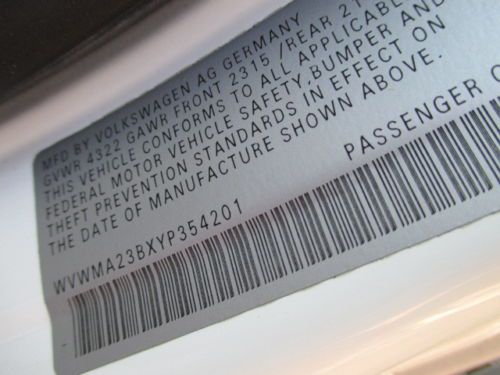 MFD BY VOLKSWAGEN AG GERMANY
GVWR 4322 GAWR FRONT 2315 /REAR
THIS VEHICLE CONFORMS TO ALL APPLICABLE
FEDERAL MOTOR VEHICLE SAFETY,BUMPER AND
THEFT PREVENTION STANDARDS IN EFFECT ON
THE DATE OF MANUFACTURE SHOWN ABOVE.
WVWMA23BXYP354201 PASSENGER